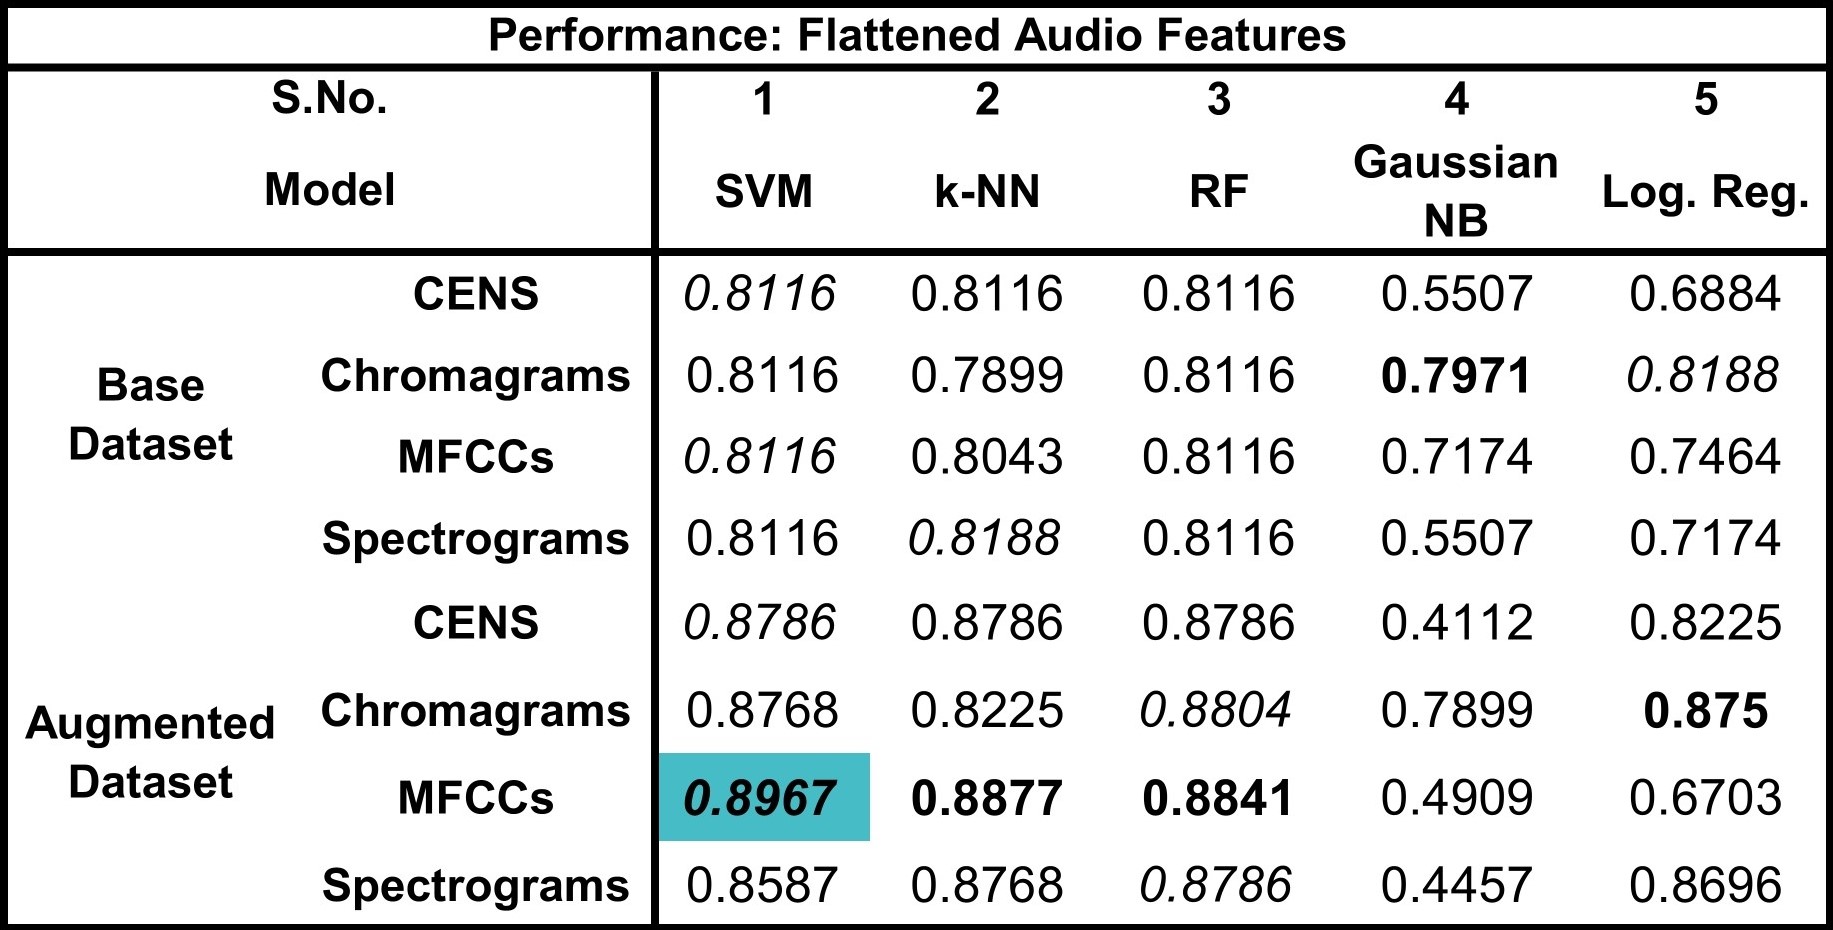 Performance: Flattened Audio Features
S.No. 1 2 3 4 5
Model SVM k-NN RF Gaussian NB Log. Reg.
Base Dataset
CENS 0.8116 0.8116 0.8116 0.5507 0.6884
Chromagrams 0.8116 0.7899 0.8116 0.7971 0.8188
MFCCs 0.8116 0.8043 0.8116 0.7174 0.7464
Spectrograms 0.8116 0.8188 0.8116 0.5507 0.7174
Augmented Dataset
CENS 0.8786 0.8786 0.8786 0.4112 0.8225
Chromagrams 0.8768 0.8225 0.8804 0.7899 0.875
MFCCs 0.8967 0.8877 0.8841 0.4909 0.6703
Spectrograms 0.8587 0.8768 0.8786 0.4457 0.8696